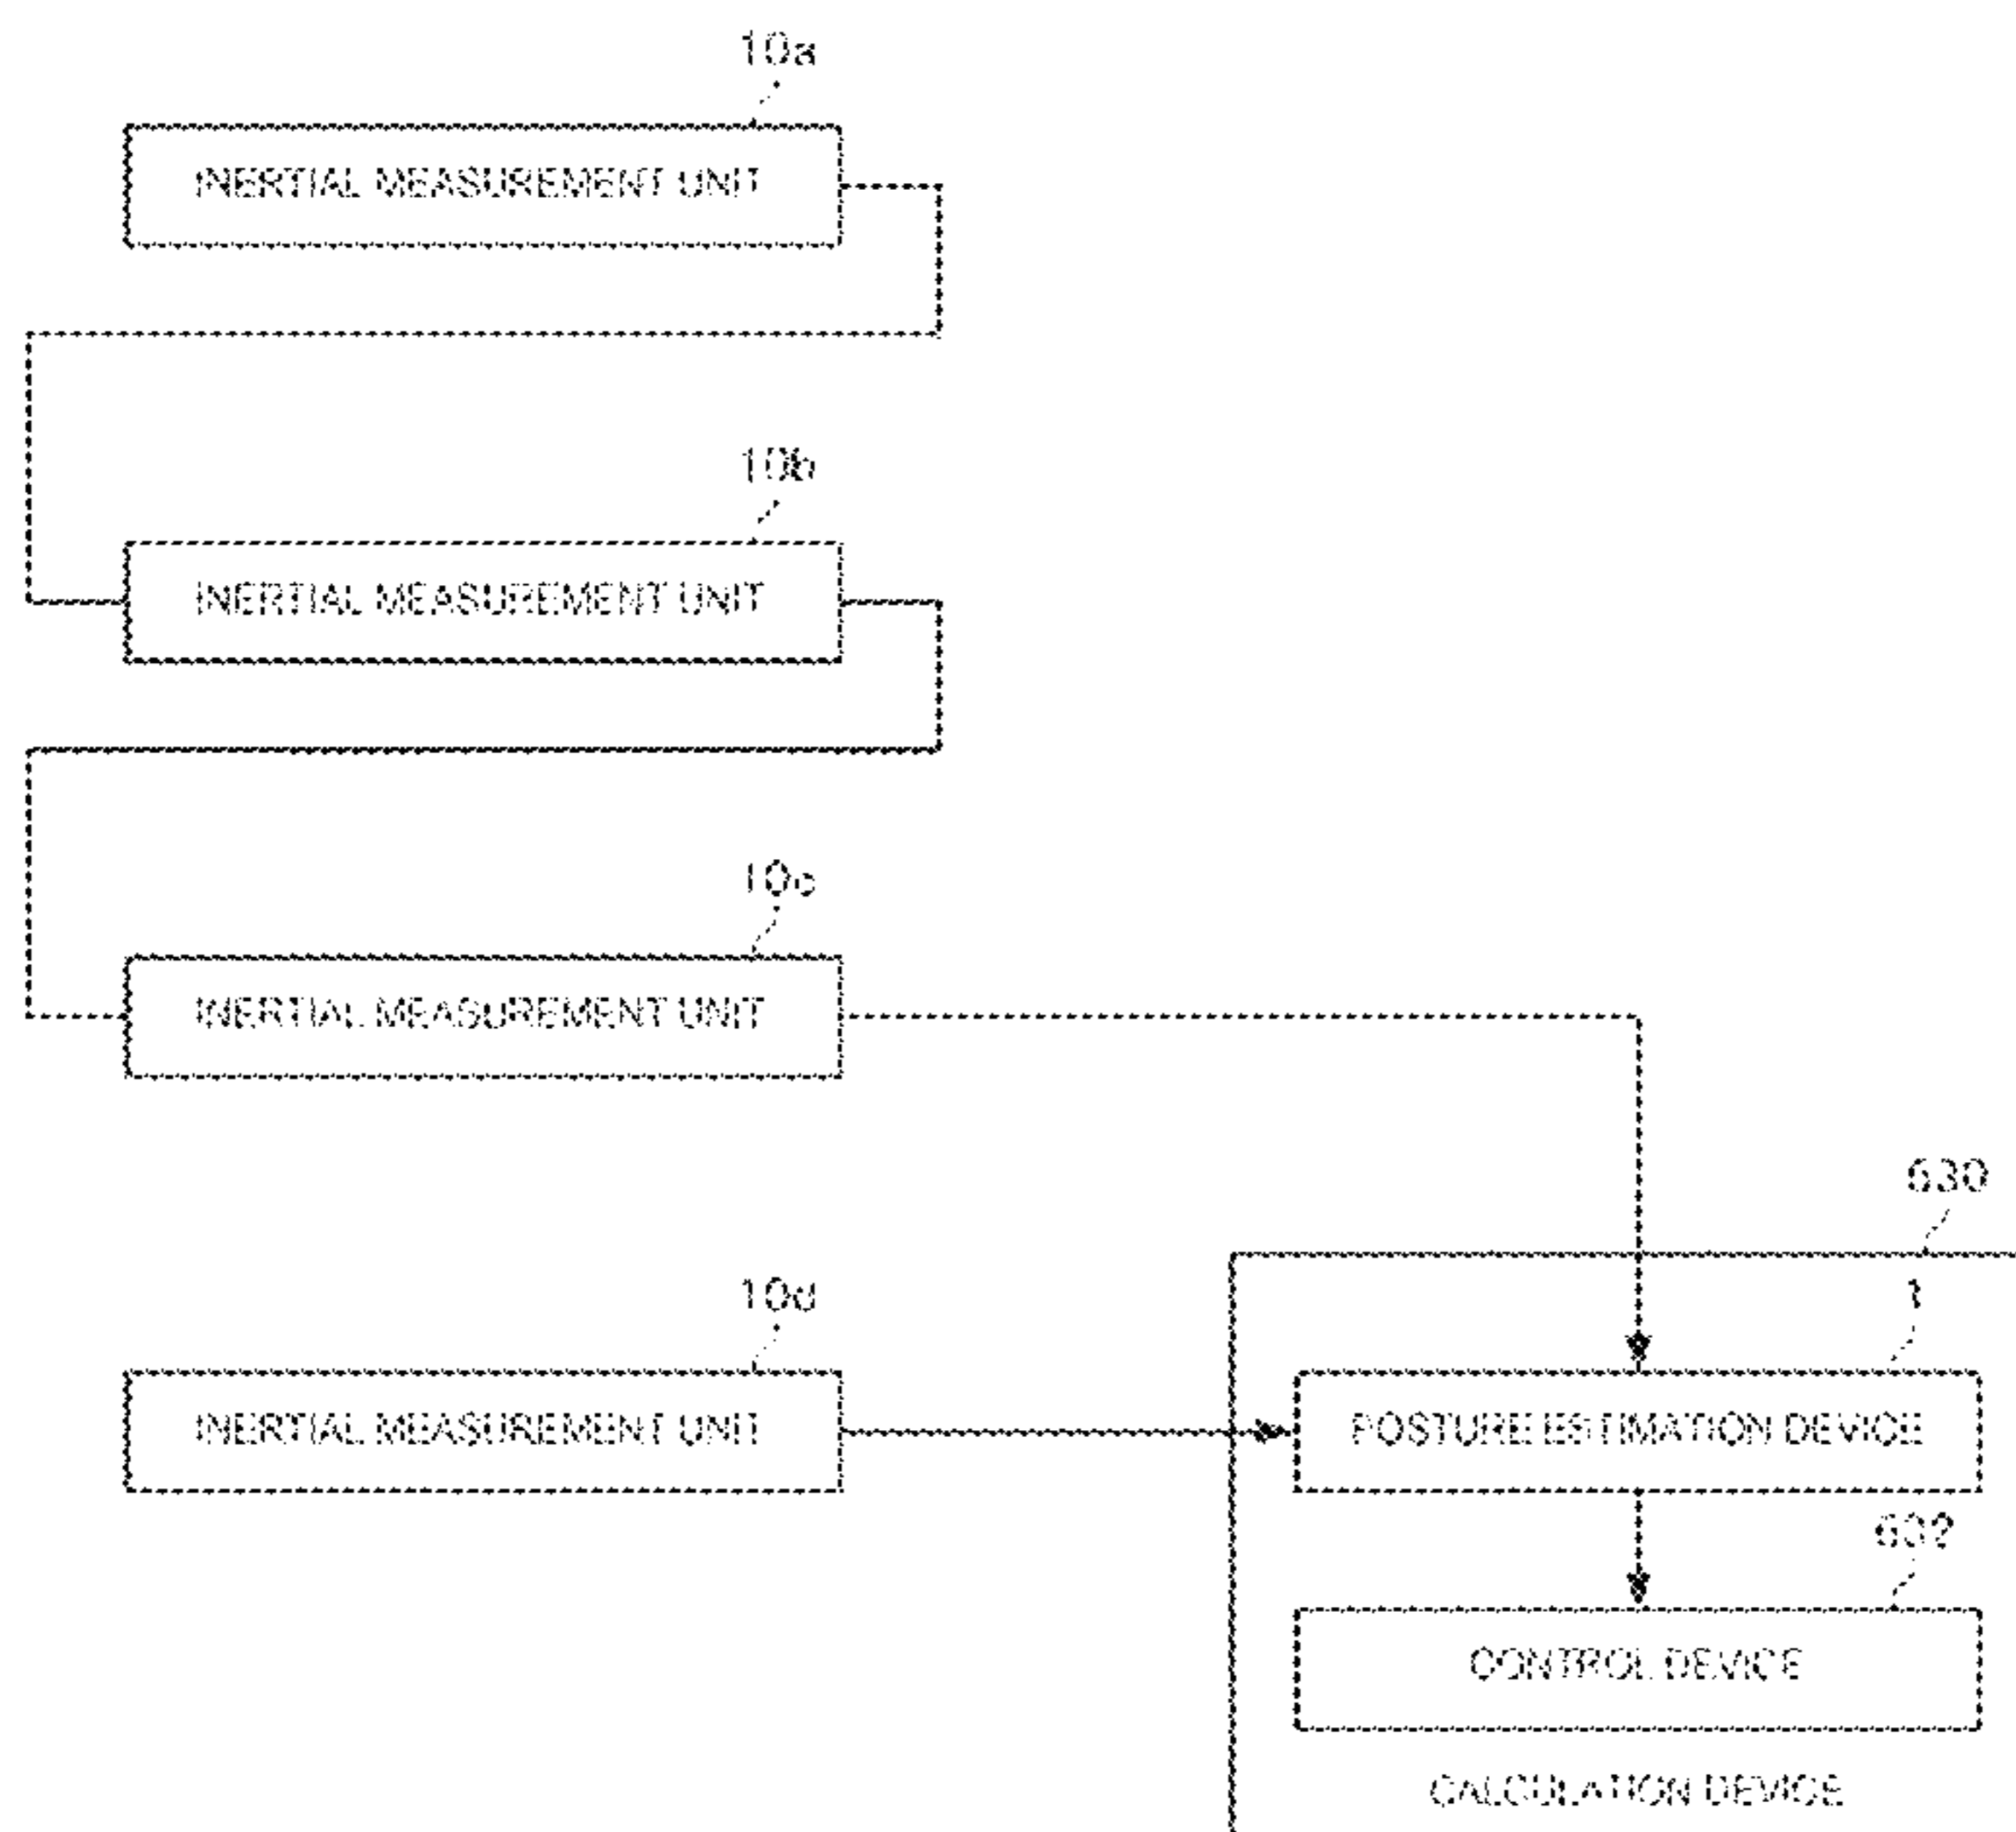 10a
INERTIAL MEASUREMENT UNIT
10b
INERTIAL MEASUREMENT UNIT
10c
INERTIAL MEASUREMENT UNIT
630
10d
1
INERTIAL MEASUREMENT UNIT
POSTURE ESTIMATION DEVICE
632
CONTROL DEVICE
CALCULATION DEVICE